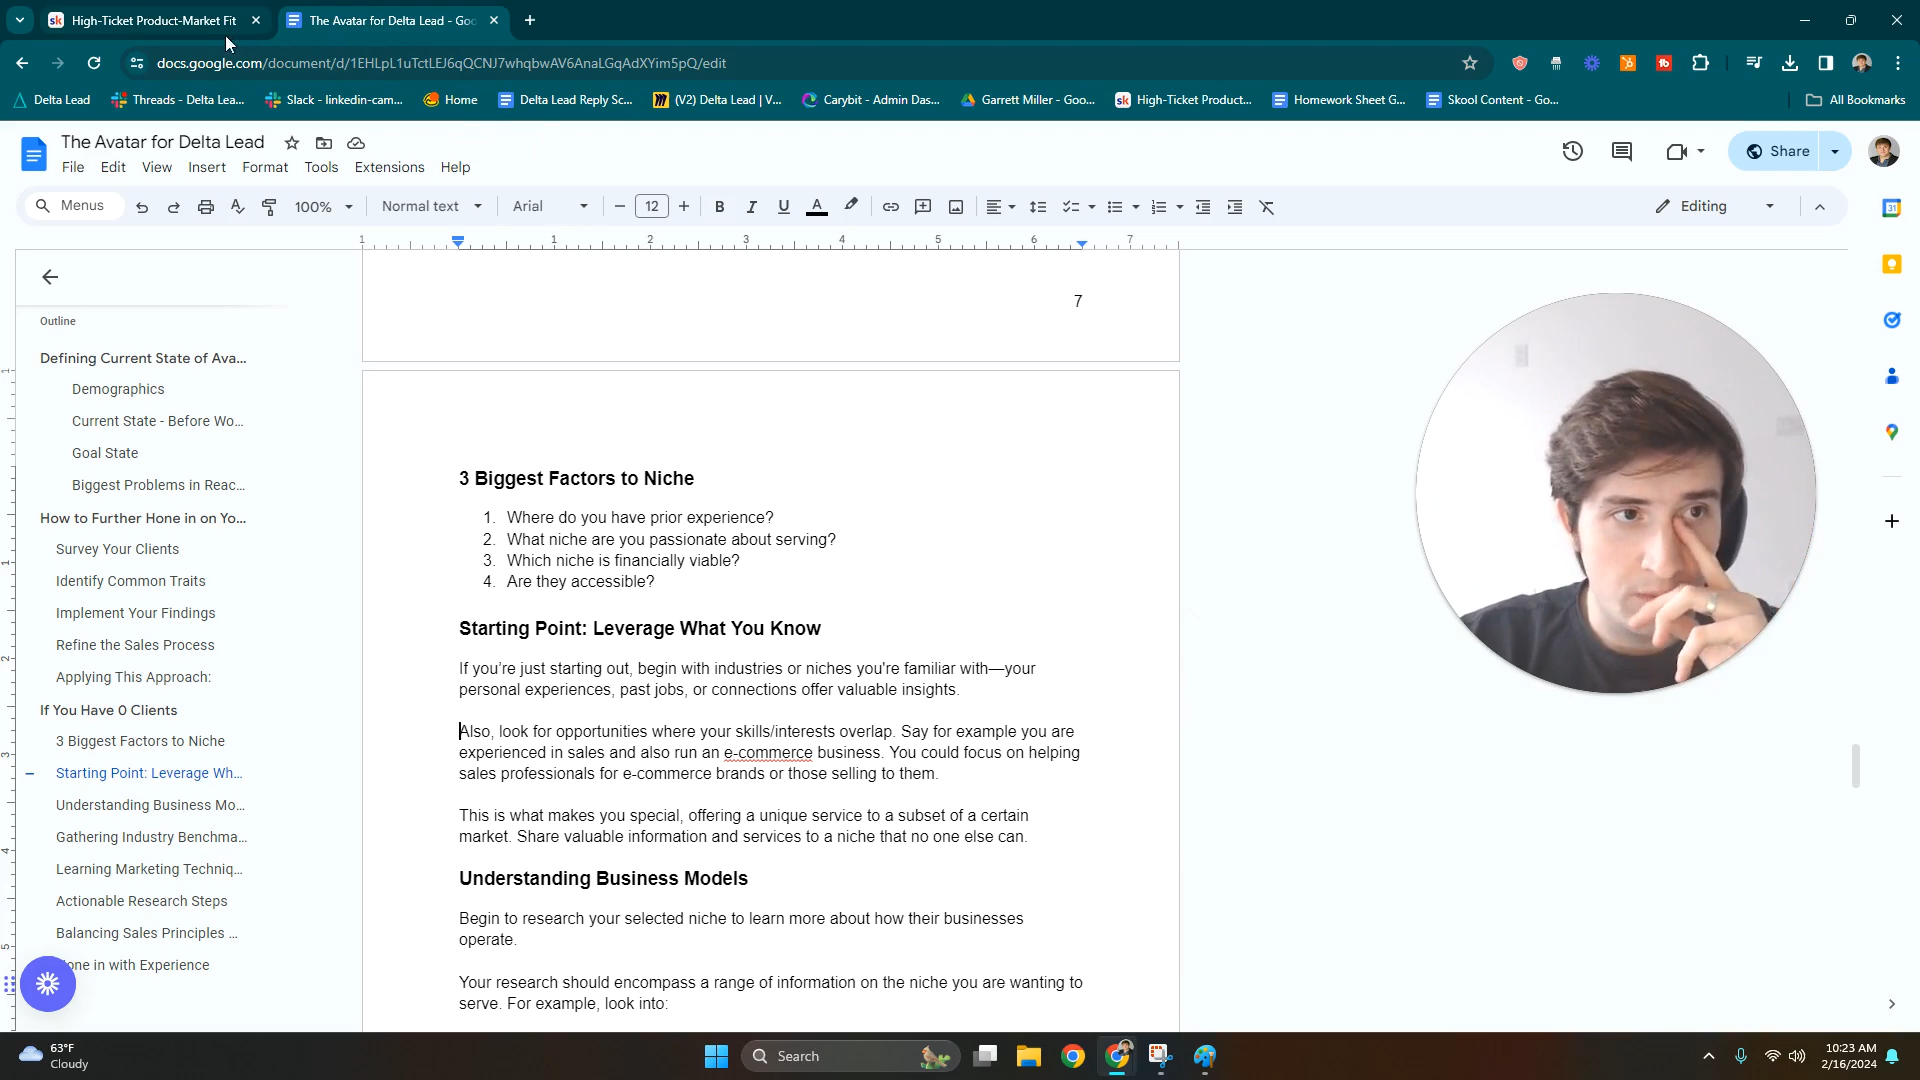 High-Ticket Product-Market Fit
The Avatar for Delta Lead - Goo
docs.google.com/document/d/1EHLpL1uTctLEJ6qQCNJ7whqbwAV6AnaLGqAdXYim5pQ/edit
Delta Lead
Threads - Delta Lea...
Slack - linkedin-cam...
Home
Delta Lead Reply Sc...
(V2) Delta Lead | V...
Carybit - Admin Das...
Garrett Miller - Goo...
High-Ticket Product...
Homework Sheet G...
Skool Content - Go...
All Bookmarks
The Avatar for Delta Lead
File Edit View Insert Format Tools Extensions Help
Share
Menus
100%
Normal text
Arial
12
Editing
1 1 2 3 4 5 6 7
Outline
Defining Current State of Ava...
Demographics
Current State - Before Wo...
Goal State
Biggest Problems in Reac...
How to Further Hone in on Yo...
Survey Your Clients
Identify Common Traits
Implement Your Findings
Refine the Sales Process
Applying This Approach:
If You Have 0 Clients
3 Biggest Factors to Niche
Starting Point: Leverage Wh...
Understanding Business Mo...
Gathering Industry Benchma...
Learning Marketing Techniq...
Actionable Research Steps
Balancing Sales Principles ...
one in with Experience
7
3 Biggest Factors to Niche
1. Where do you have prior experience?
2. What niche are you passionate about serving?
3. Which niche is financially viable?
4. Are they accessible?
Starting Point: Leverage What You Know
If you're just starting out, begin with industries or niches you're familiar with—your
personal experiences, past jobs, or connections offer valuable insights.
Also, look for opportunities where your skills/interests overlap. Say for example you are
experienced in sales and also run an e-commerce business. You could focus on helping
sales professionals for e-commerce brands or those selling to them.
This is what makes you special, offering a unique service to a subset of a certain
market. Share valuable information and services to a niche that no one else can.
Understanding Business Models
Begin to research your selected niche to learn more about how their businesses
operate.
Your research should encompass a range of information on the niche you are wanting to
serve. For example, look into:
63°F
Cloudy
Search
10:23 AM
2/16/2024